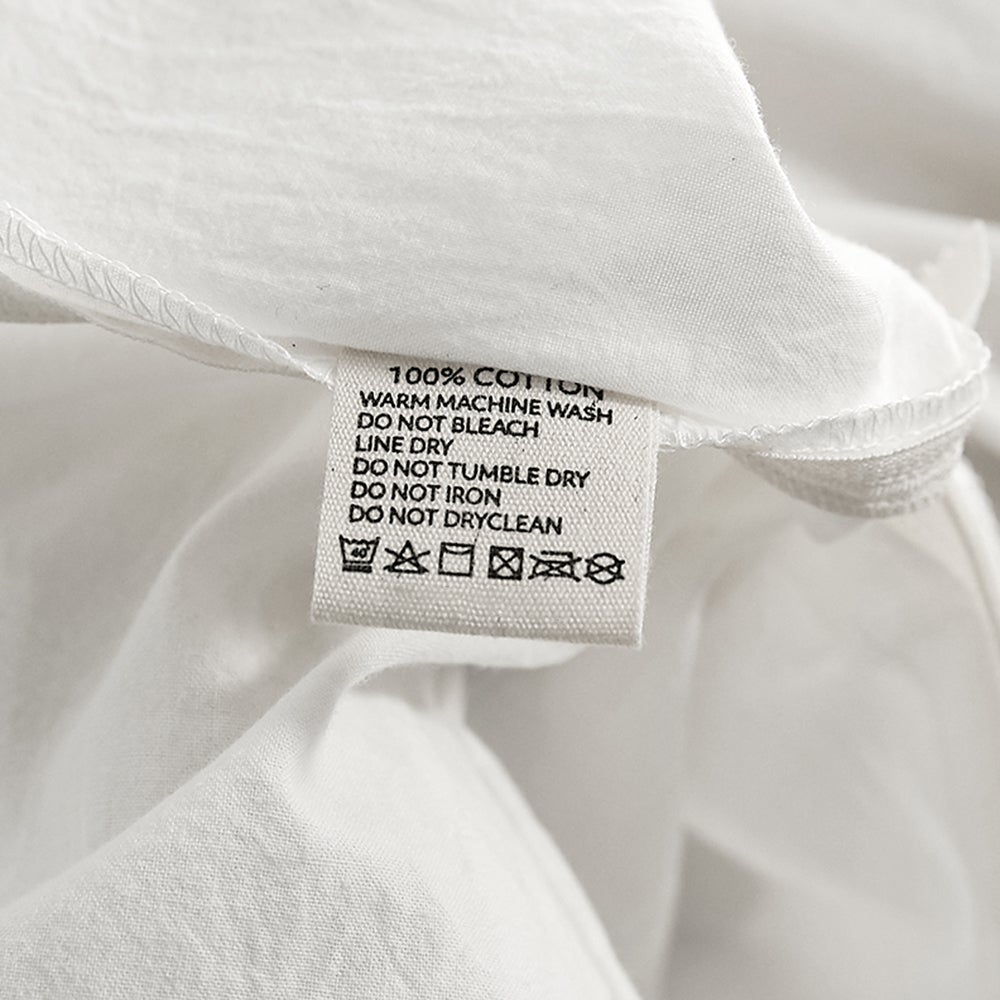 100% COTTON
WARM MACHINE WASH
DO NOT BLEACH
LINE DRY
DO NOT TUMBLE DRY
DO NOT IRON
DO NOT DRYCLEAN
40°